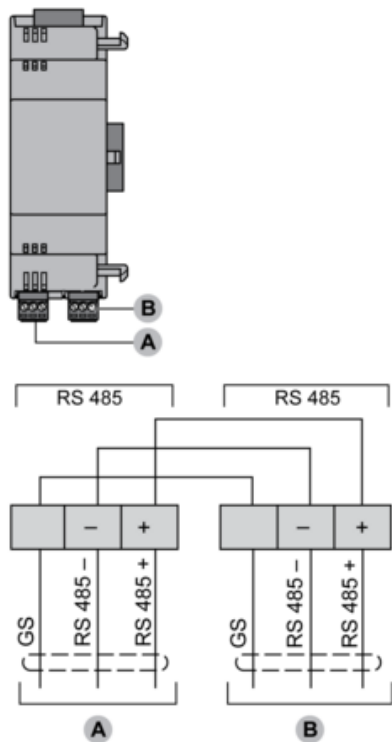 B
A
RS 485 RS 485
– + – +
GS RS 485 – RS 485 + GS RS 485 – RS 485 +
A B